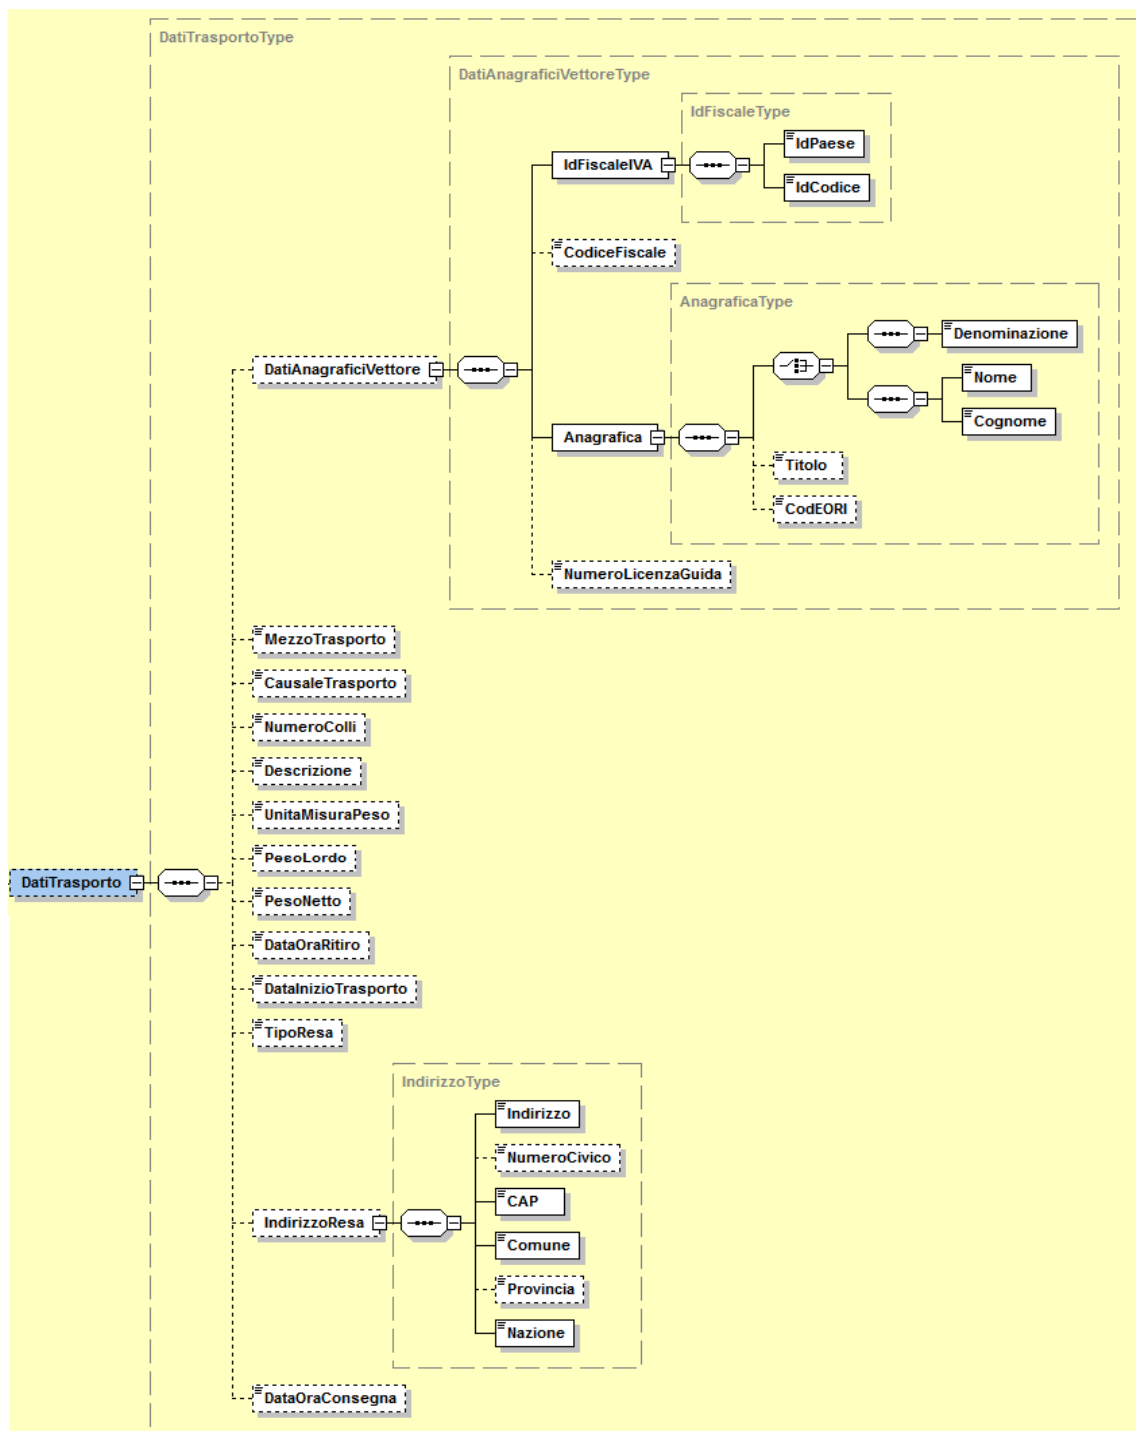 DatiTrasportoType
DatiAnagraficiVettoreType
IdFiscaleType
IdPaese
IdFiscaleIVA
IdCodice
CodiceFiscale
AnagraficaType
Denominazione
DatiAnagraficiVettore
Nome
Cognome
Anagrafica
Titolo
CodEORI
NumeroLicenzaGuida
MezzoTrasporto
CausaleTrasporto
NumeroColli
Descrizione
UnitaMisuraPeso
PesoLordo
DatiTrasporto
PesoNetto
DataOraRitiro
DataInizioTrasporto
TipoResa
IndirizzoType
Indirizzo
NumeroCivico
CAP
IndirizzoResa
Comune
Provincia
Nazione
DataOraConsegna